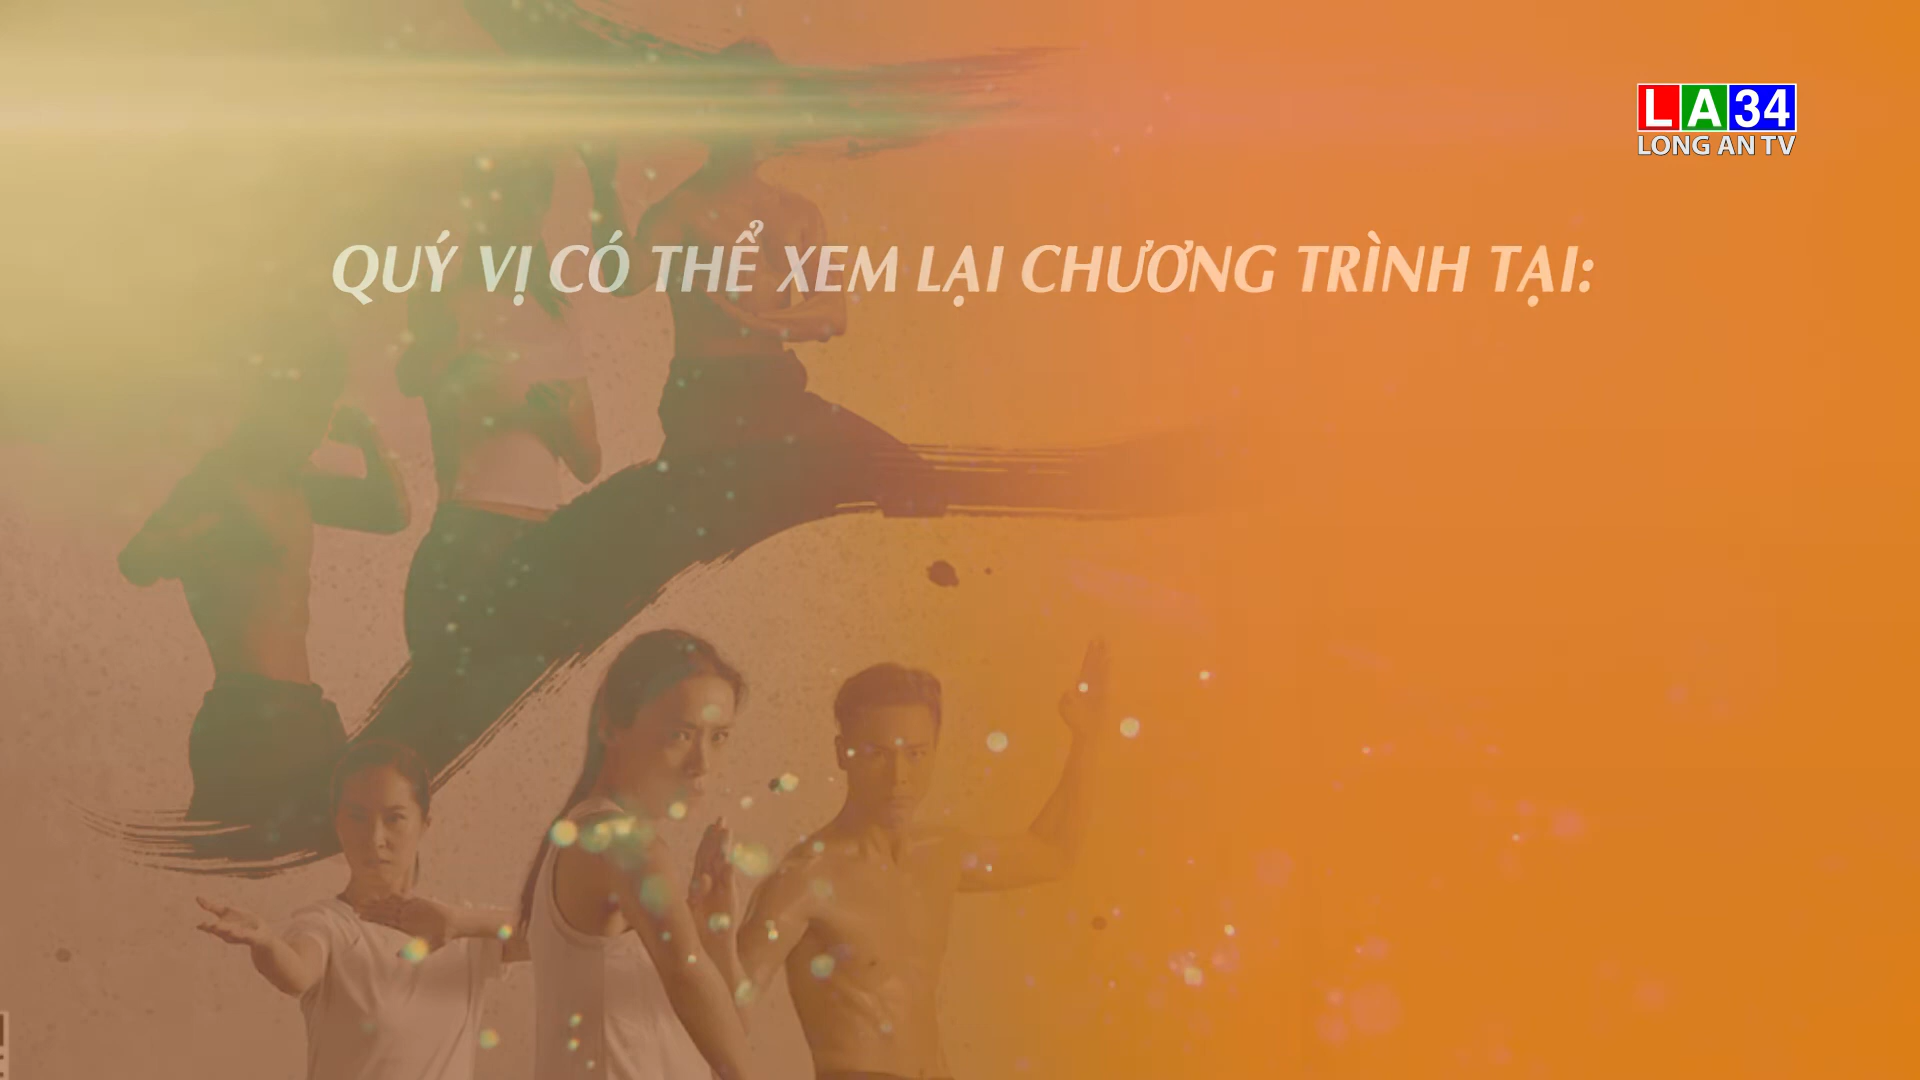 LA34
LONG AN TV
QUÝ VỊ CÓ THỂ XEM LẠI CHƯƠNG TRÌNH TẠI: